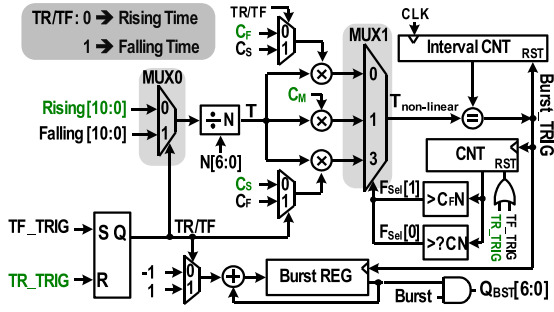 TR/TF: 0 ➔ Rising Time
1 ➔ Falling Time
TR/TF
CF 0
CS 1
MUX1
CLK
Interval CNT
RST
MUX0
Rising [10:0] 0
Falling [10:0] 1
÷N
N[6:0]
T
CM
0
1
3
Tnon-linear
=
Burst_TRIG
CNT
RST
CS 0
CF 1
FSel[1]
>CFN
FSel[0]
>?CN
TR_TRIG
TF_TRIG
TF_TRIG
S Q
TR/TF
TR_TRIG
R
-1 0
1 1
+
Burst REG
Burst
QBST[6:0]